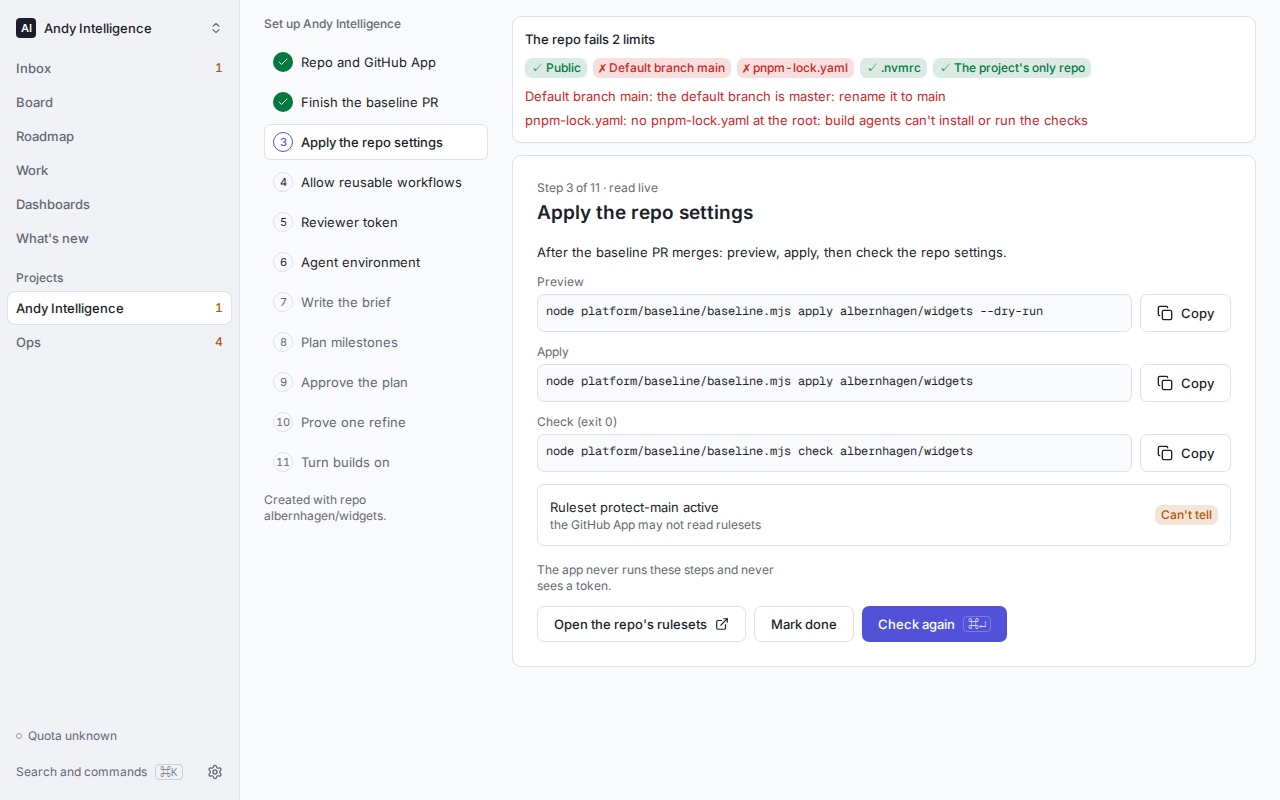 AI Andy Intelligence
Inbox 1
Board
Roadmap
Work
Dashboards
What's new
Projects
Andy Intelligence 1
Ops 4
Quota unknown
Search and commands ⌘K
Set up Andy Intelligence
Repo and GitHub App
Finish the baseline PR
3 Apply the repo settings
4 Allow reusable workflows
5 Reviewer token
6 Agent environment
7 Write the brief
8 Plan milestones
9 Approve the plan
10 Prove one refine
11 Turn builds on
Created with repo
albernhagen/widgets.
The repo fails 2 limits
✓ Public ✗ Default branch main ✗ pnpm-lock.yaml ✓ .nvmrc ✓ The project's only repo
Default branch main: the default branch is master: rename it to main
pnpm-lock.yaml: no pnpm-lock.yaml at the root: build agents can't install or run the checks
Step 3 of 11 · read live
Apply the repo settings
After the baseline PR merges: preview, apply, then check the repo settings.
Preview
node platform/baseline/baseline.mjs apply albernhagen/widgets --dry-run Copy
Apply
node platform/baseline/baseline.mjs apply albernhagen/widgets Copy
Check (exit 0)
node platform/baseline/baseline.mjs check albernhagen/widgets Copy
Ruleset protect-main active
the GitHub App may not read rulesets
Can't tell
The app never runs these steps and never
sees a token.
Open the repo's rulesets Mark done Check again ⌘↵